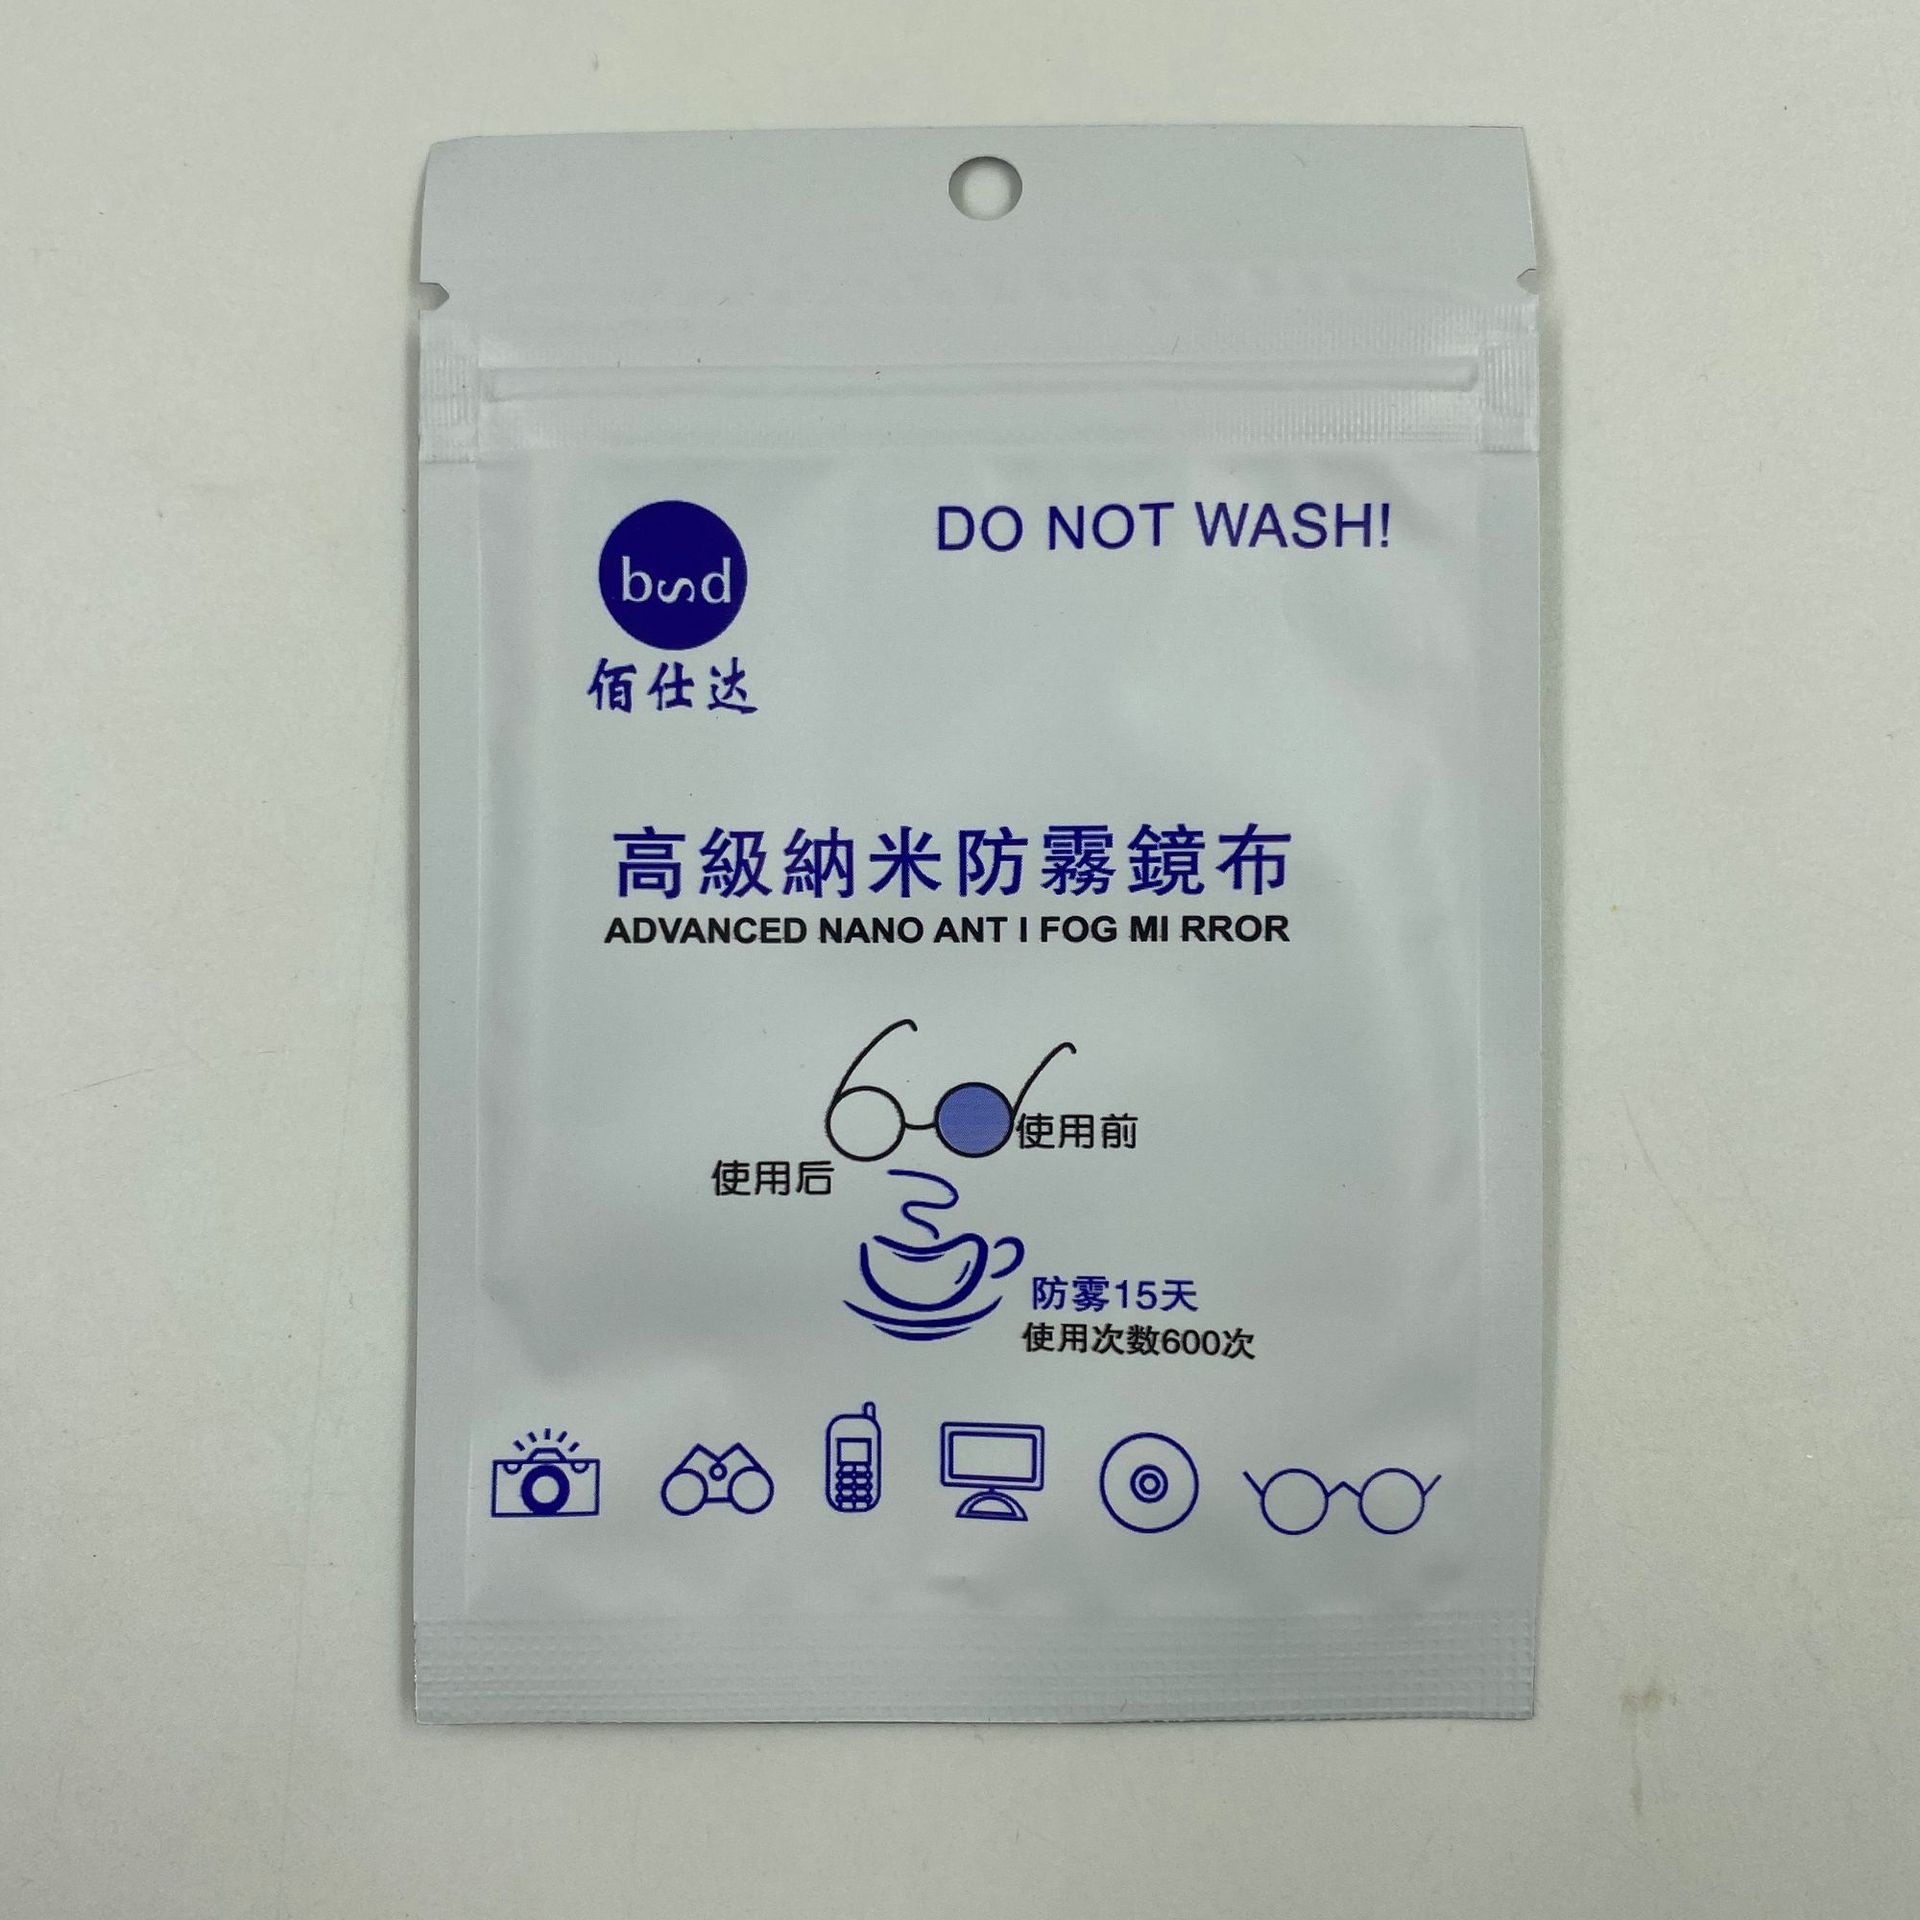 bsd
DO NOT WASH!
佰仕达
高級納米防霧鏡布
ADVANCED NANO ANT I FOG MI RROR
使用前
使用后
防雾15天
使用次数600次